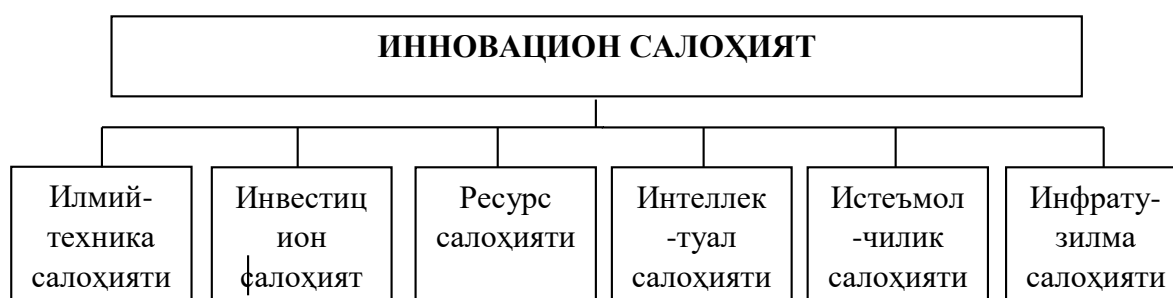 ИННОВАЦИОН САЛОҲИЯТ
Илмий-
техника
салоҳияти
Инвестиц
ион
салоҳият
Ресурс
салоҳияти
Интеллек
-туал
салоҳияти
Истеъмол
-чилик
салоҳияти
Инфрату-
зилма
салоҳияти